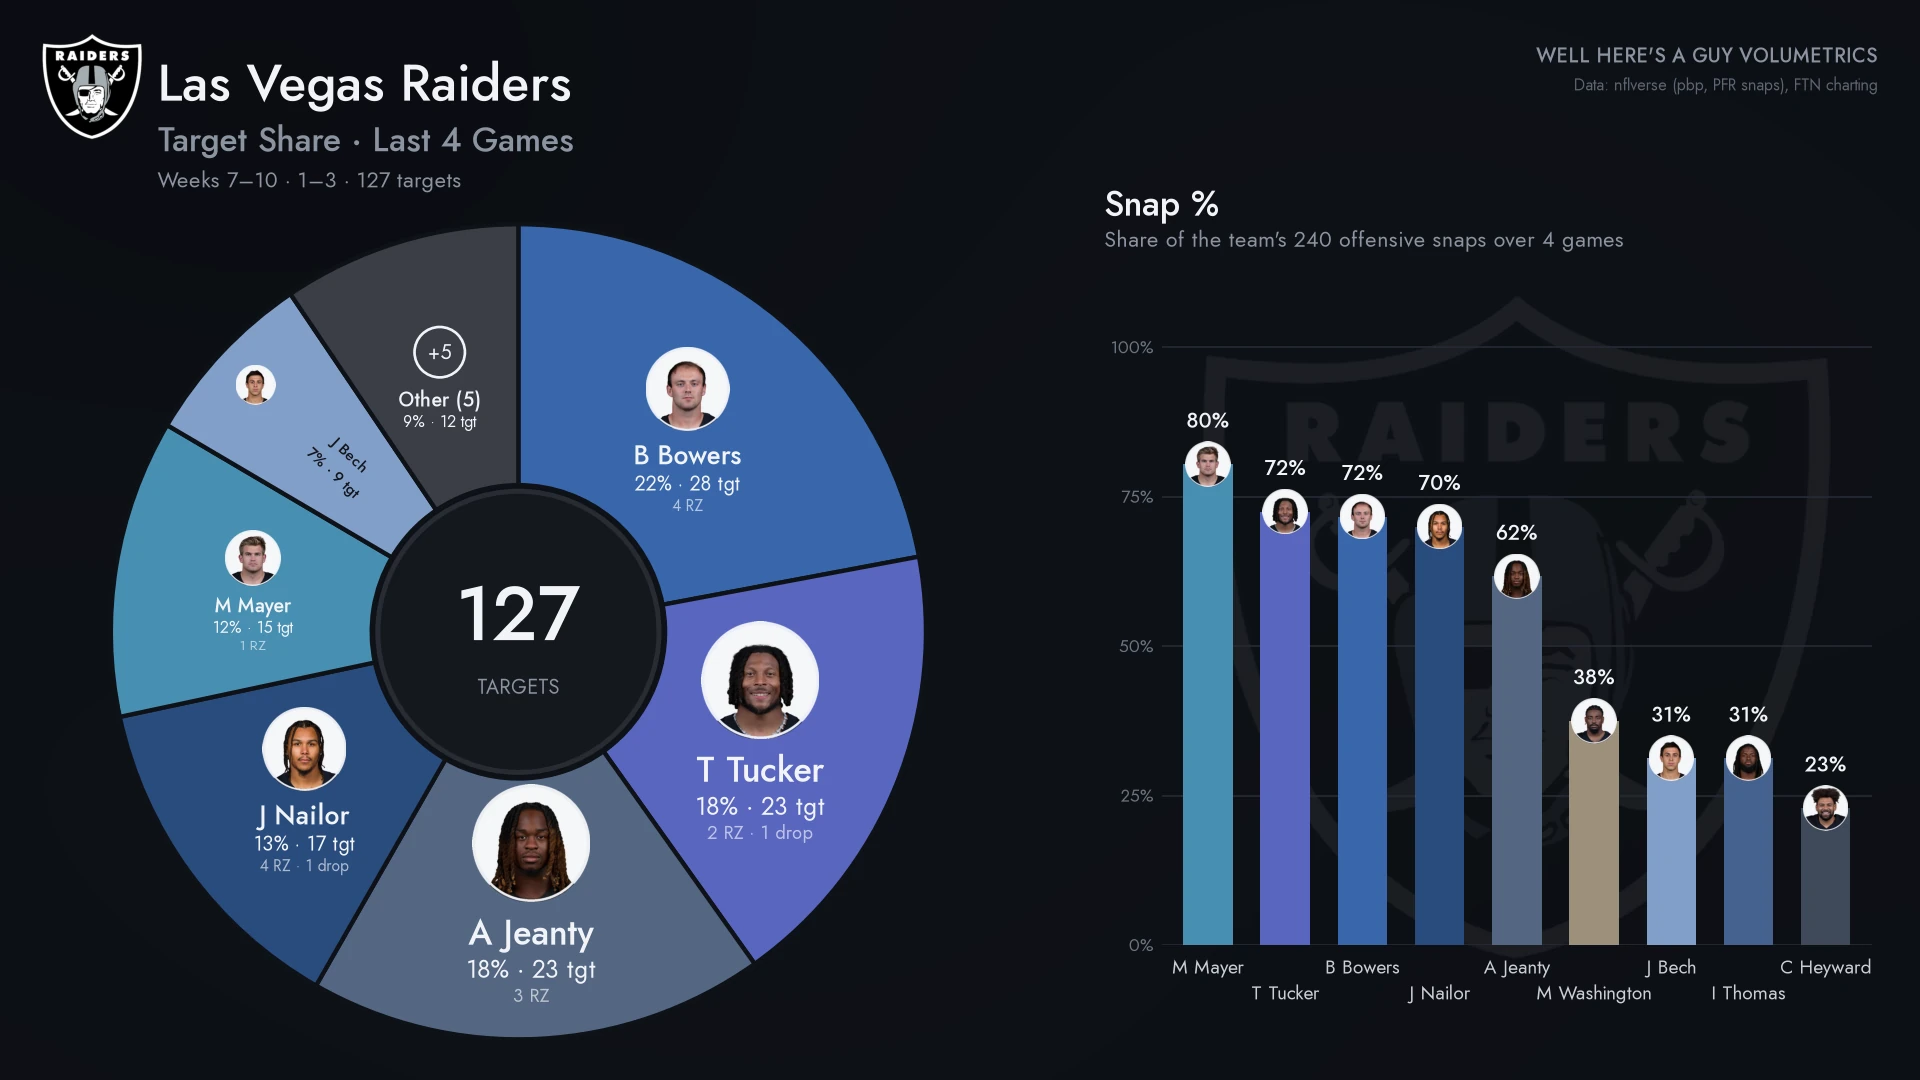 RAIDERS
Las Vegas Raiders
Target Share · Last 4 Games
Weeks 7–10 · 1–3 · 127 targets
WELL HERE'S A GUY VOLUMETRICS
Data: nflverse (pbp, PFR snaps), FTN charting
B Bowers
22% · 28 tgt
4 RZ
T Tucker
18% · 23 tgt
2 RZ · 1 drop
A Jeanty
18% · 23 tgt
3 RZ
J Nailor
13% · 17 tgt
4 RZ · 1 drop
M Mayer
12% · 15 tgt
1 RZ
J Bech
7% · 9 tgt
+5
Other (5)
9% · 12 tgt
127
TARGETS
Snap %
Share of the team's 240 offensive snaps over 4 games
RAIDERS
100%
75%
50%
25%
0%
80%
72%
72%
70%
62%
38%
31%
31%
23%
M Mayer
T Tucker
B Bowers
J Nailor
A Jeanty
M Washington
J Bech
I Thomas
C Heyward